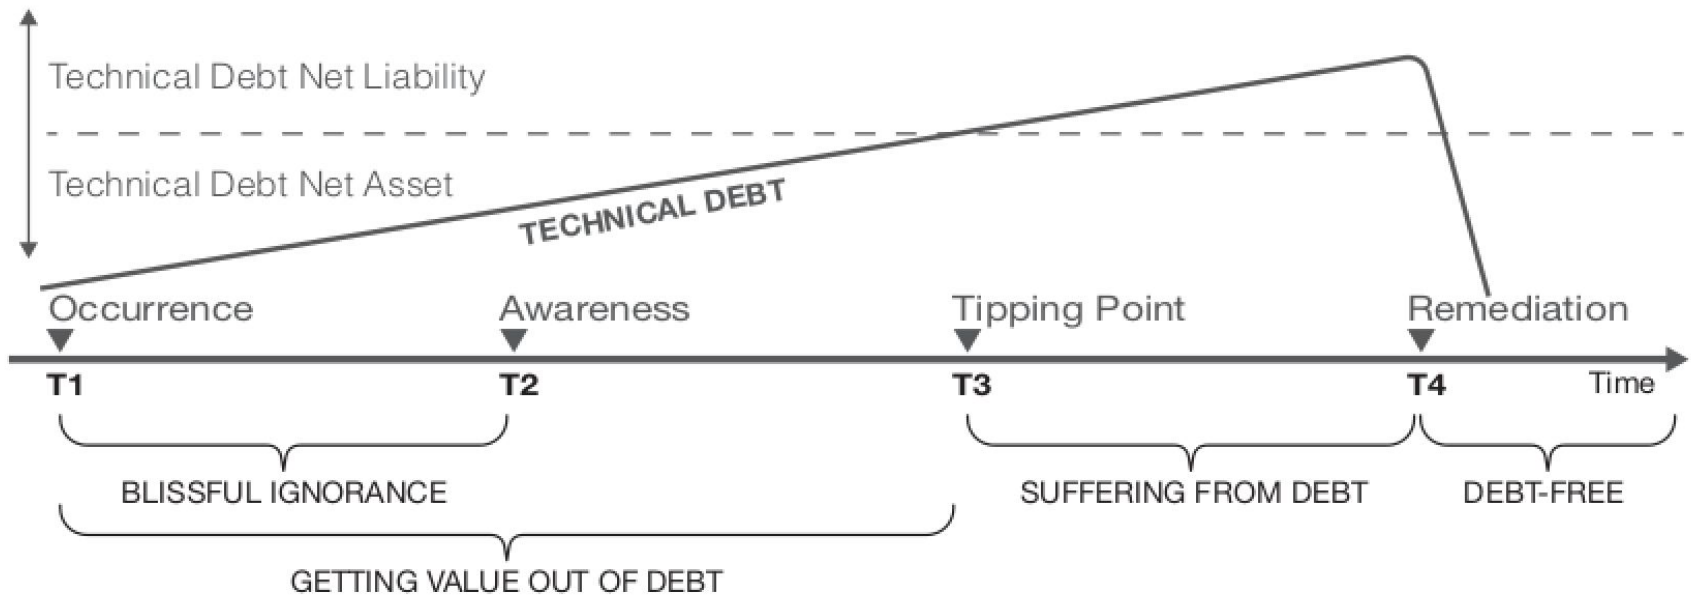 Technical Debt Net Liability
Technical Debt Net Asset
TECHNICAL DEBT
Occurrence
Awareness
Tipping Point
Remediation
T1
T2
T3
T4
Time
BLISSFUL IGNORANCE
SUFFERING FROM DEBT
DEBT-FREE
GETTING VALUE OUT OF DEBT